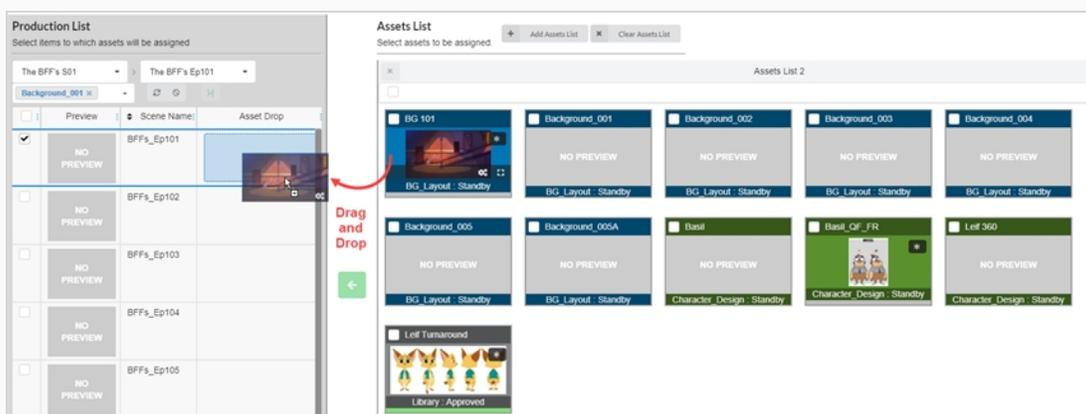 Production List
Select items to which assets will be assigned
The BFF's S01
The BFF's Ep101
Background_001 ×
Preview
Scene Name
Asset Drop
NO PREVIEW
BFFs_Ep101
NO PREVIEW
BFFs_Ep102
NO PREVIEW
BFFs_Ep103
NO PREVIEW
BFFs_Ep104
NO PREVIEW
BFFs_Ep105
Drag
and
Drop
Assets List
Select assets to be assigned.
+ Add Assets List
× Clear Assets List
× Assets List 2
BG 101
BG_Layout : Standby
Background_001
NO PREVIEW
BG_Layout : Standby
Background_002
NO PREVIEW
BG_Layout : Standby
Background_003
NO PREVIEW
BG_Layout : Standby
Background_004
NO PREVIEW
BG_Layout : Standby
Background_005
NO PREVIEW
BG_Layout : Standby
Background_005A
NO PREVIEW
BG_Layout : Standby
Basil
NO PREVIEW
Character_Design : Standby
Basil_QF_FR
Character_Design : Standby
Leif 360
NO PREVIEW
Character_Design : Standby
Leif Turnaround
Library : Approved